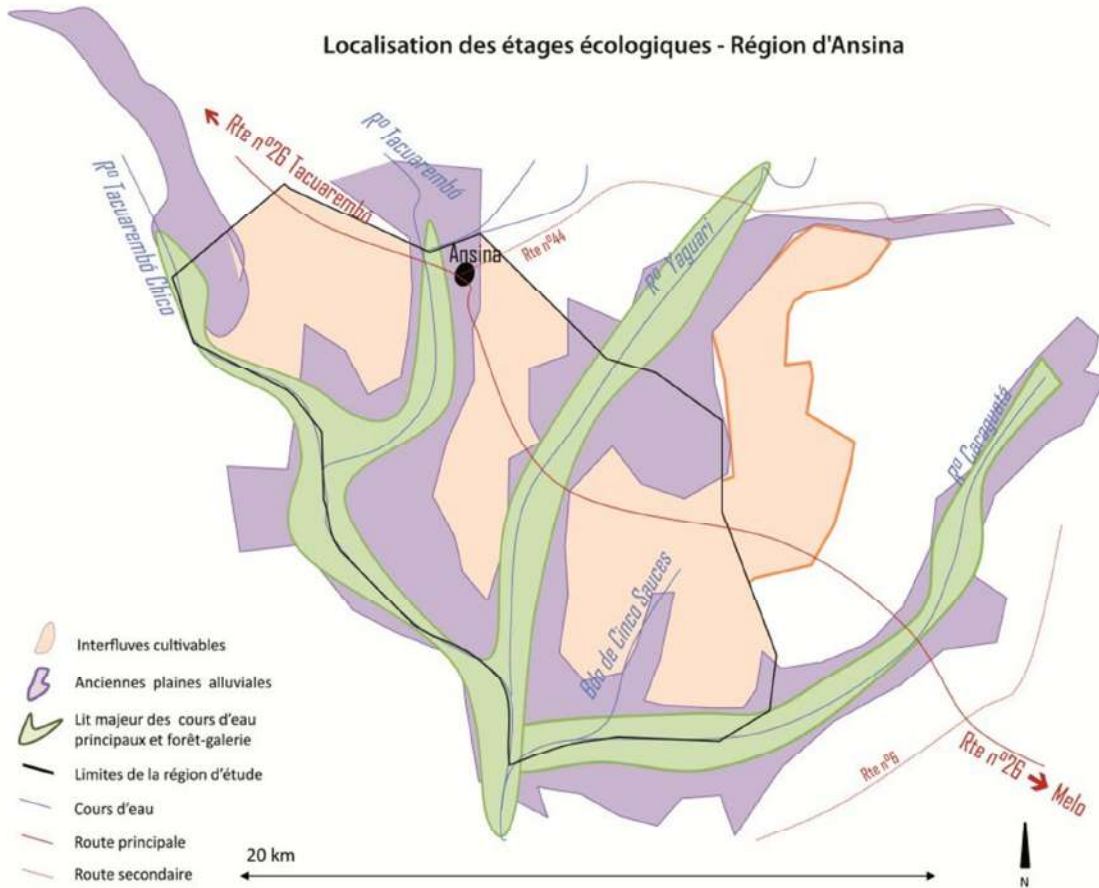 Localisation des étages écologiques - Région d'Ansina
Rte nº26 Tacuarembó
Rº Tacuarembó
Rº Tacuarembó Chico
Ansina
Rte nº44
Rº Yaguari
Rº Caraguatá
Bdo de Cinco Sauces
Interfluves cultivables
Anciennes plaines alluviales
Lit majeur des cours d'eau
principaux et forêt-galerie
Limites de la région d'étude
Cours d'eau
Route principale
Route secondaire
Rte nº6
Rte nº26
Melo
20 km
N